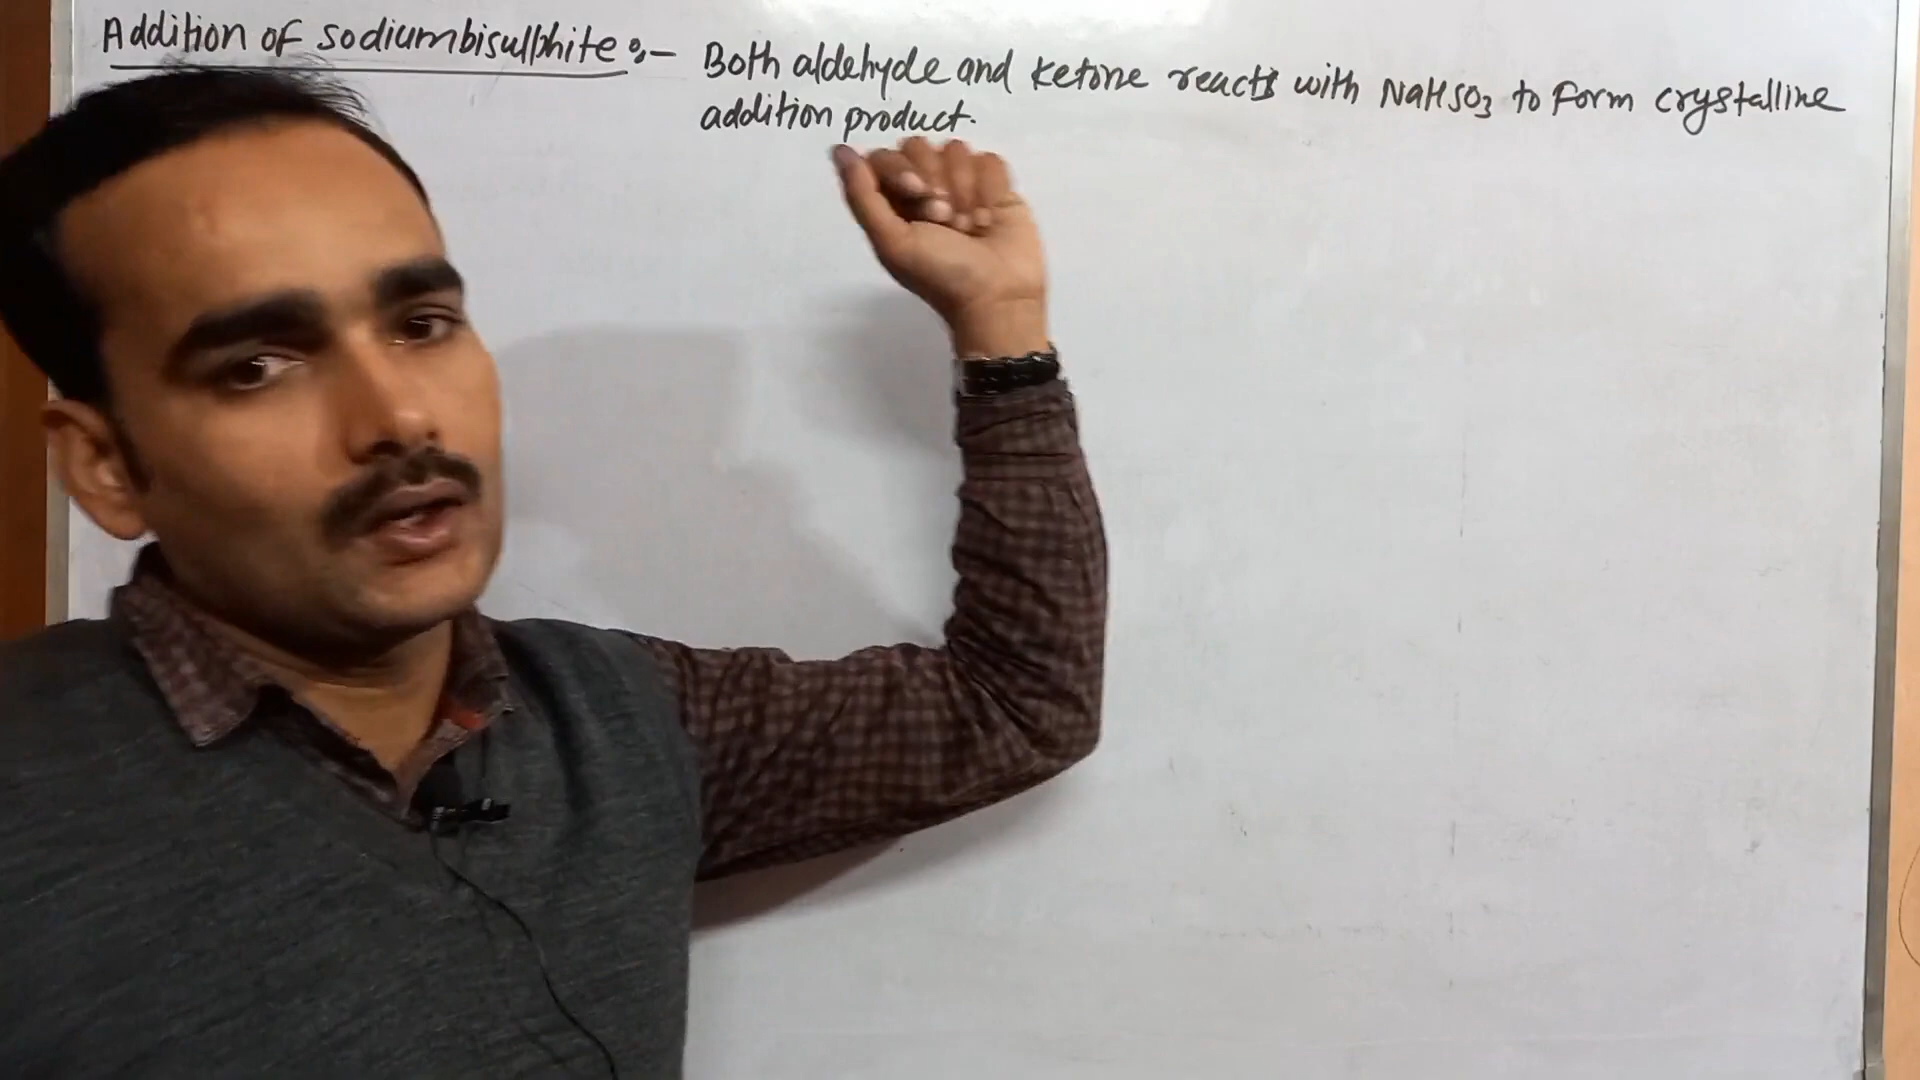 Addition of sodiumbisulphite :- Both aldehyde and ketone reacts with NaHSO3 to form crystalline
addition product.